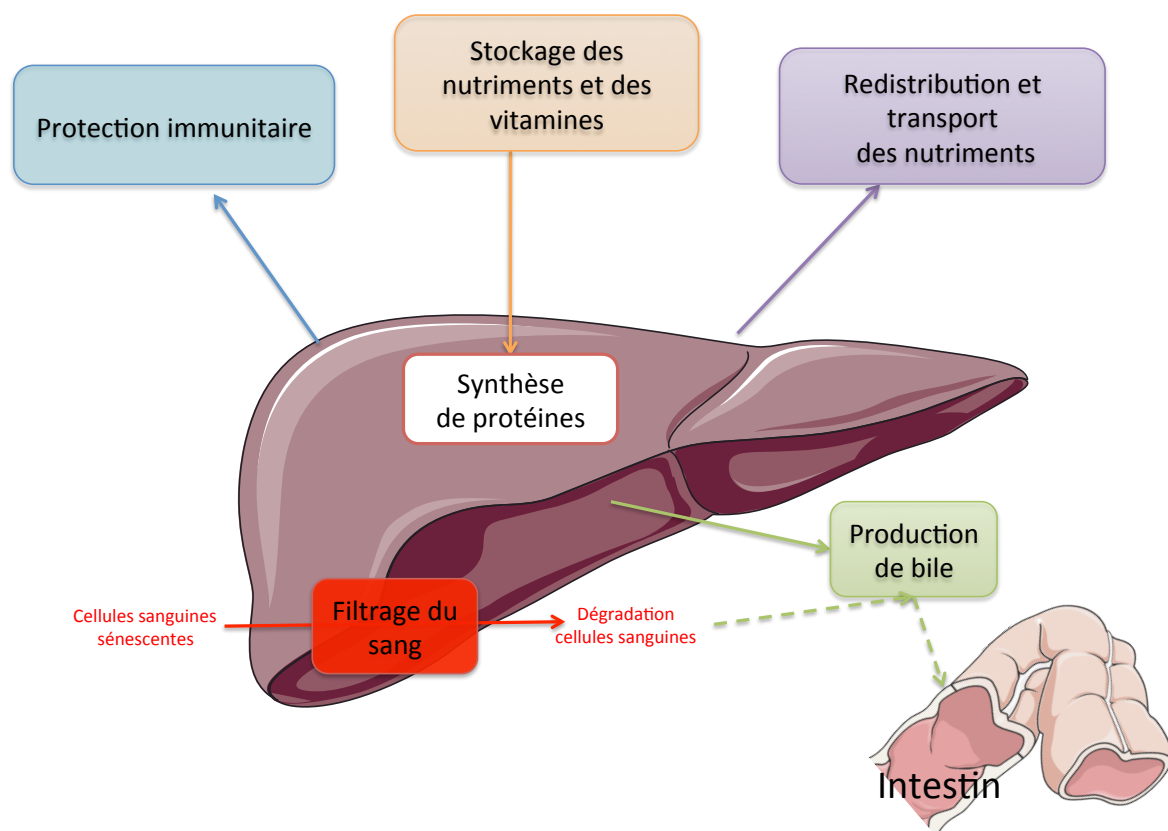 Stockage des
nutriments et des
vitamines
Protection immunitaire
Redistribution et
transport
des nutriments
Synthèse
de protéines
Production
de bile
Cellules sanguines
sénescentes
Filtrage du
sang
Dégradation
cellules sanguines
Intestin